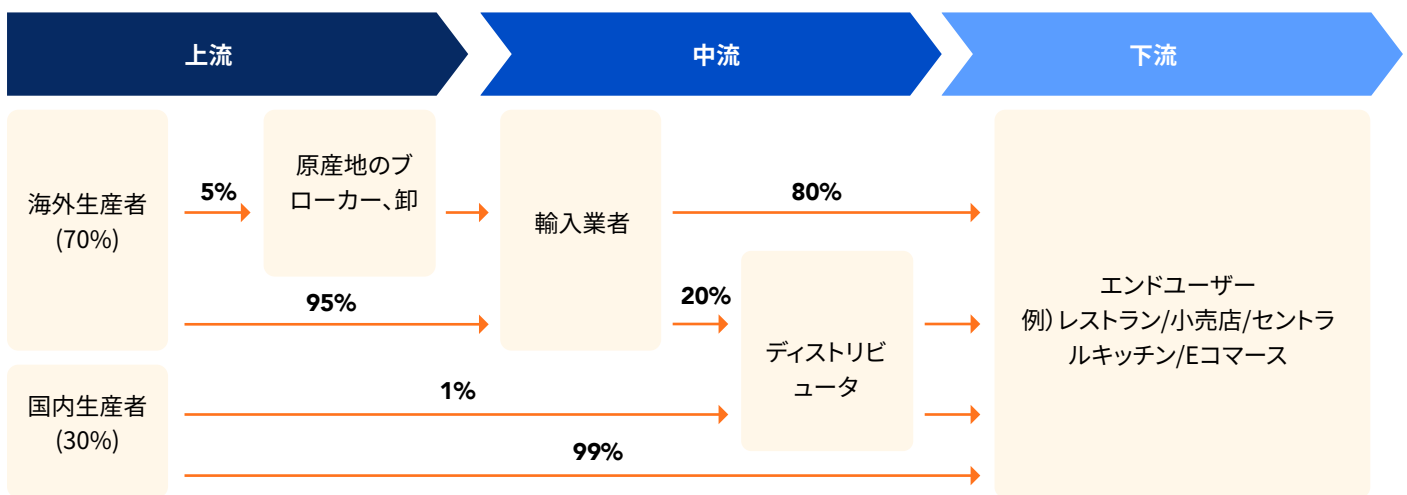 上流
中流
下流
海外生産者
(70%)
5%
原産地のブ
ローカー、卸
95%
輸入業者
80%
20%
ディストリビ
ュータ
エンドユーザー
例）レストラン/小売店/セントラ
ルキッチン/Eコマース
国内生産者
(30%)
1%
99%